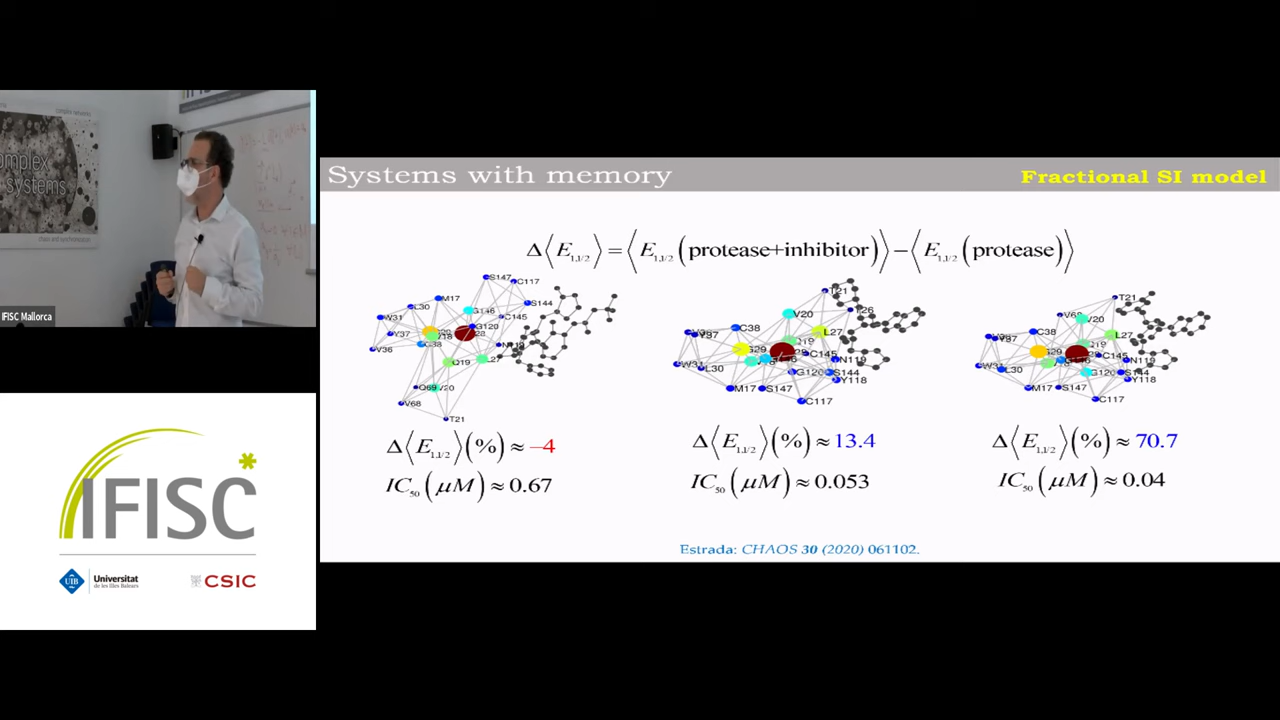 complex
systems
IFISC Mallorca
IFISC
Universitat
de les Illes Balears
UIB
CSIC
Systems with memory
Fractional SI model
Δ⟨E₁,₁/₂⟩ = ⟨E₁,₁/₂(protease+inhibitor)⟩ − ⟨E₁,₁/₂(protease)⟩
S147
C117
M17
S144
L30
G146
W31
C145
G120
Y37
V36
C38
N119
Q19
Q69
V20
V68
T21
T21
V20
T26
C38
L27
C145
N119
W31
L30
G120
S144
Y118
M17
S147
C117
T21
V20
C38
L27
C145
N119
W31
L30
G120
S144
Y118
M17
S147
C117
Δ⟨E₁,₁/₂⟩(%) ≈ −4
IC₅₀(μM) ≈ 0.67
Δ⟨E₁,₁/₂⟩(%) ≈ 13.4
IC₅₀(μM) ≈ 0.053
Δ⟨E₁,₁/₂⟩(%) ≈ 70.7
IC₅₀(μM) ≈ 0.04
Estrada: CHAOS 30 (2020) 061102.